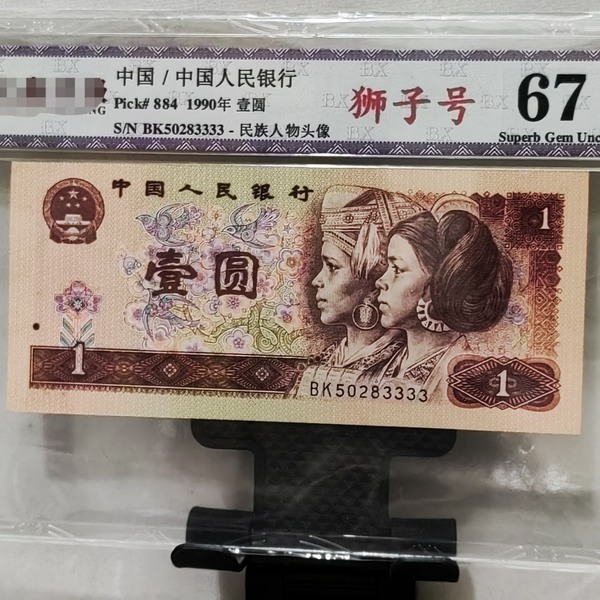 中国 / 中国人民银行
Pick# 884 1990年 壹圆
S/N BK50283333 - 民族人物头像
狮子号
67
Superb Gem Unc
中国人民银行
1
壹圆
1
BK50283333
1